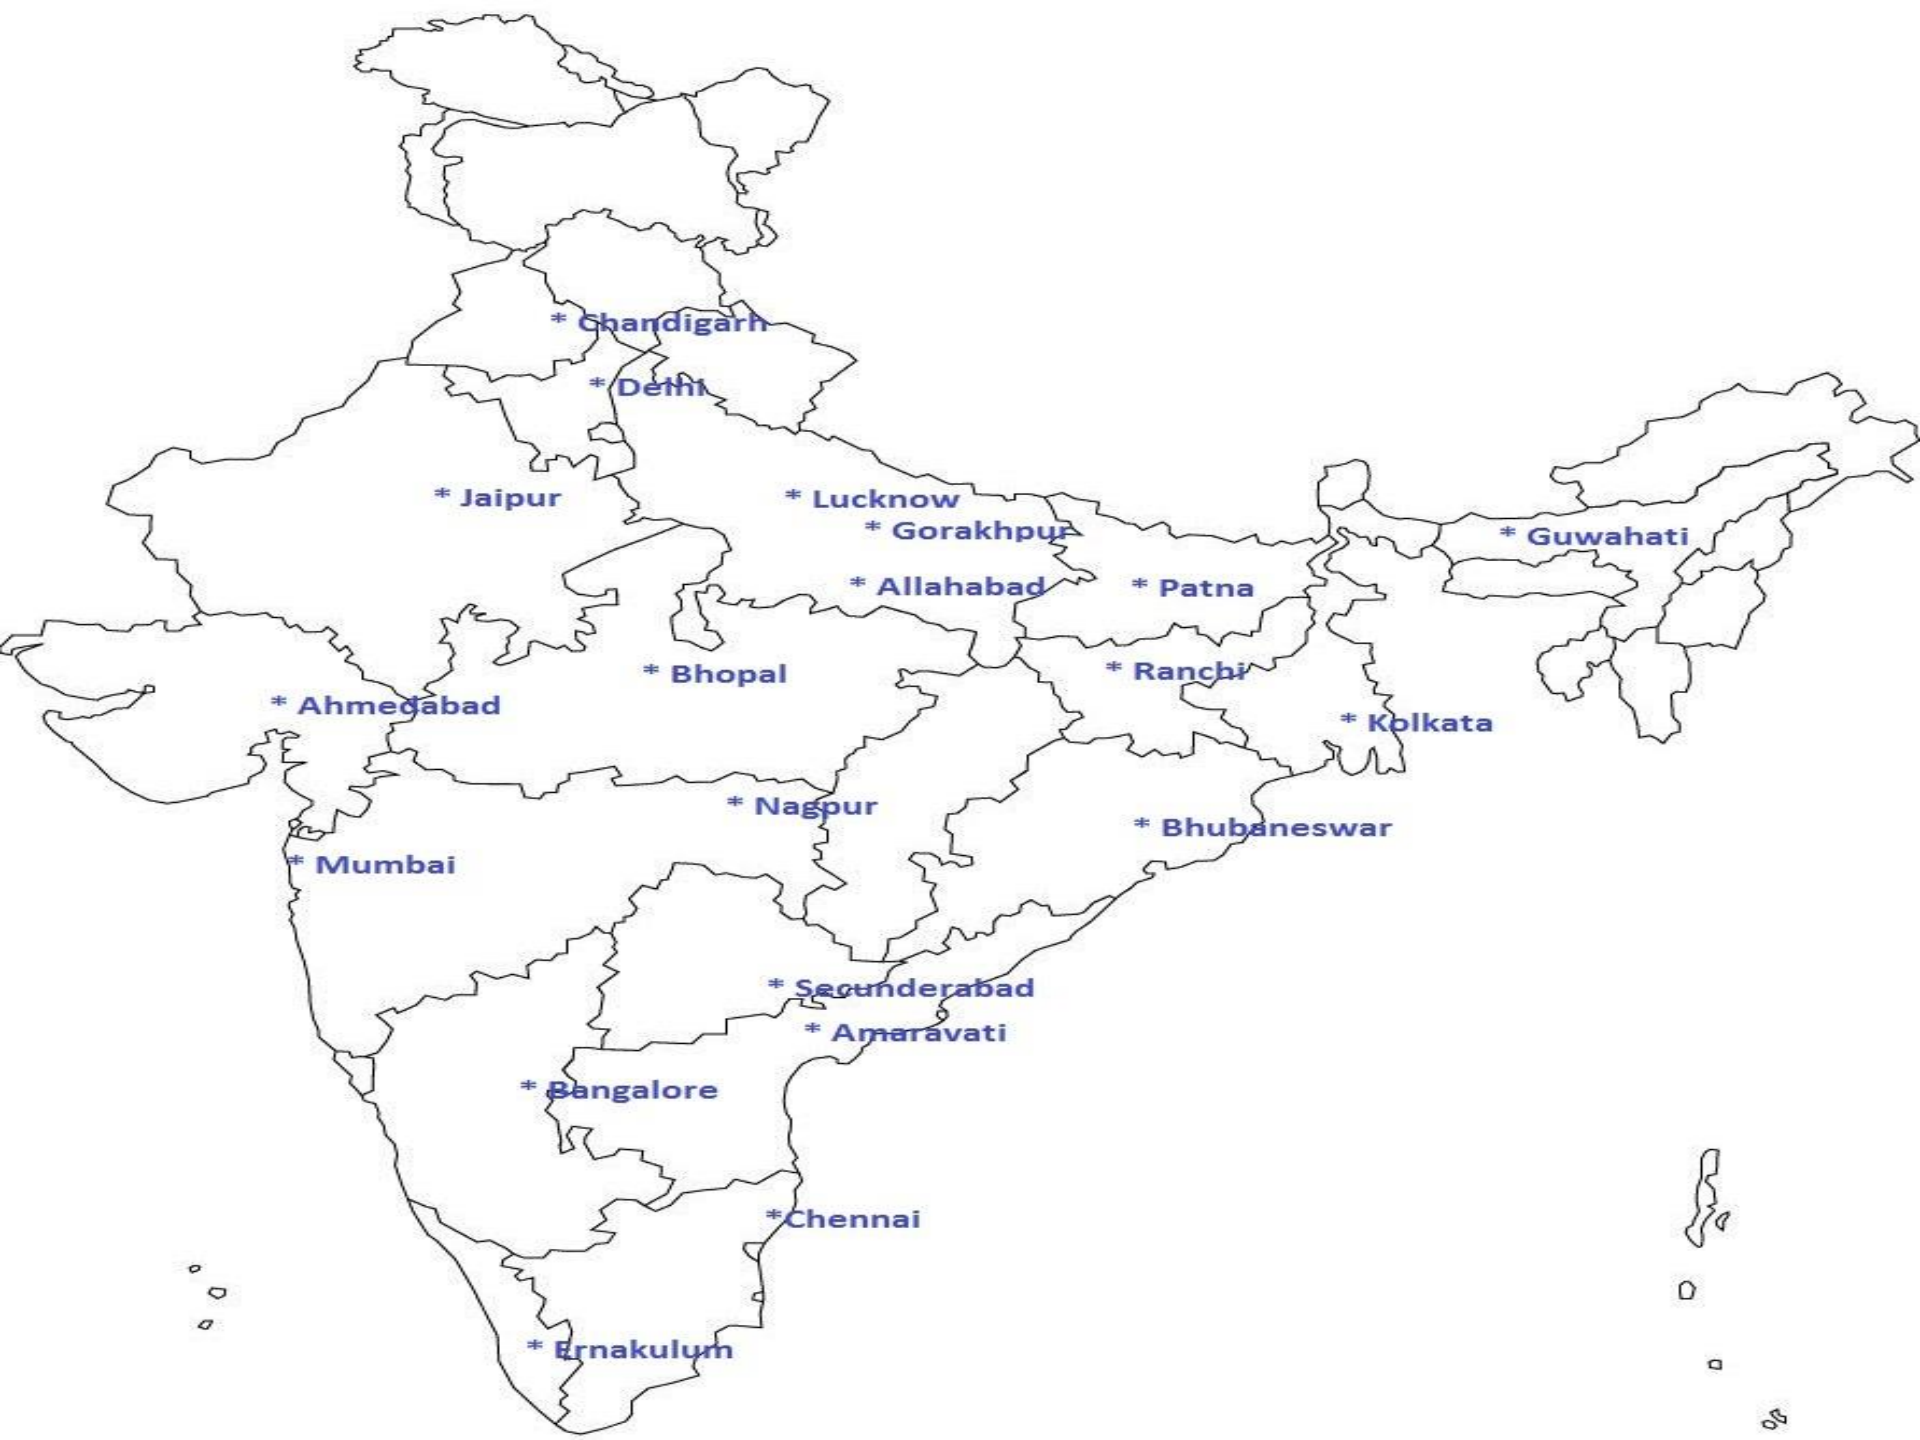 * Chandigarh
* Delhi
* Jaipur
* Lucknow
* Gorakhpur
* Guwahati
* Allahabad
* Patna
* Bhopal
* Ranchi
* Ahmedabad
* Kolkata
* Nagpur
* Bhubaneswar
* Mumbai
* Secunderabad
* Amaravati
* Bangalore
*Chennai
* Ernakulum